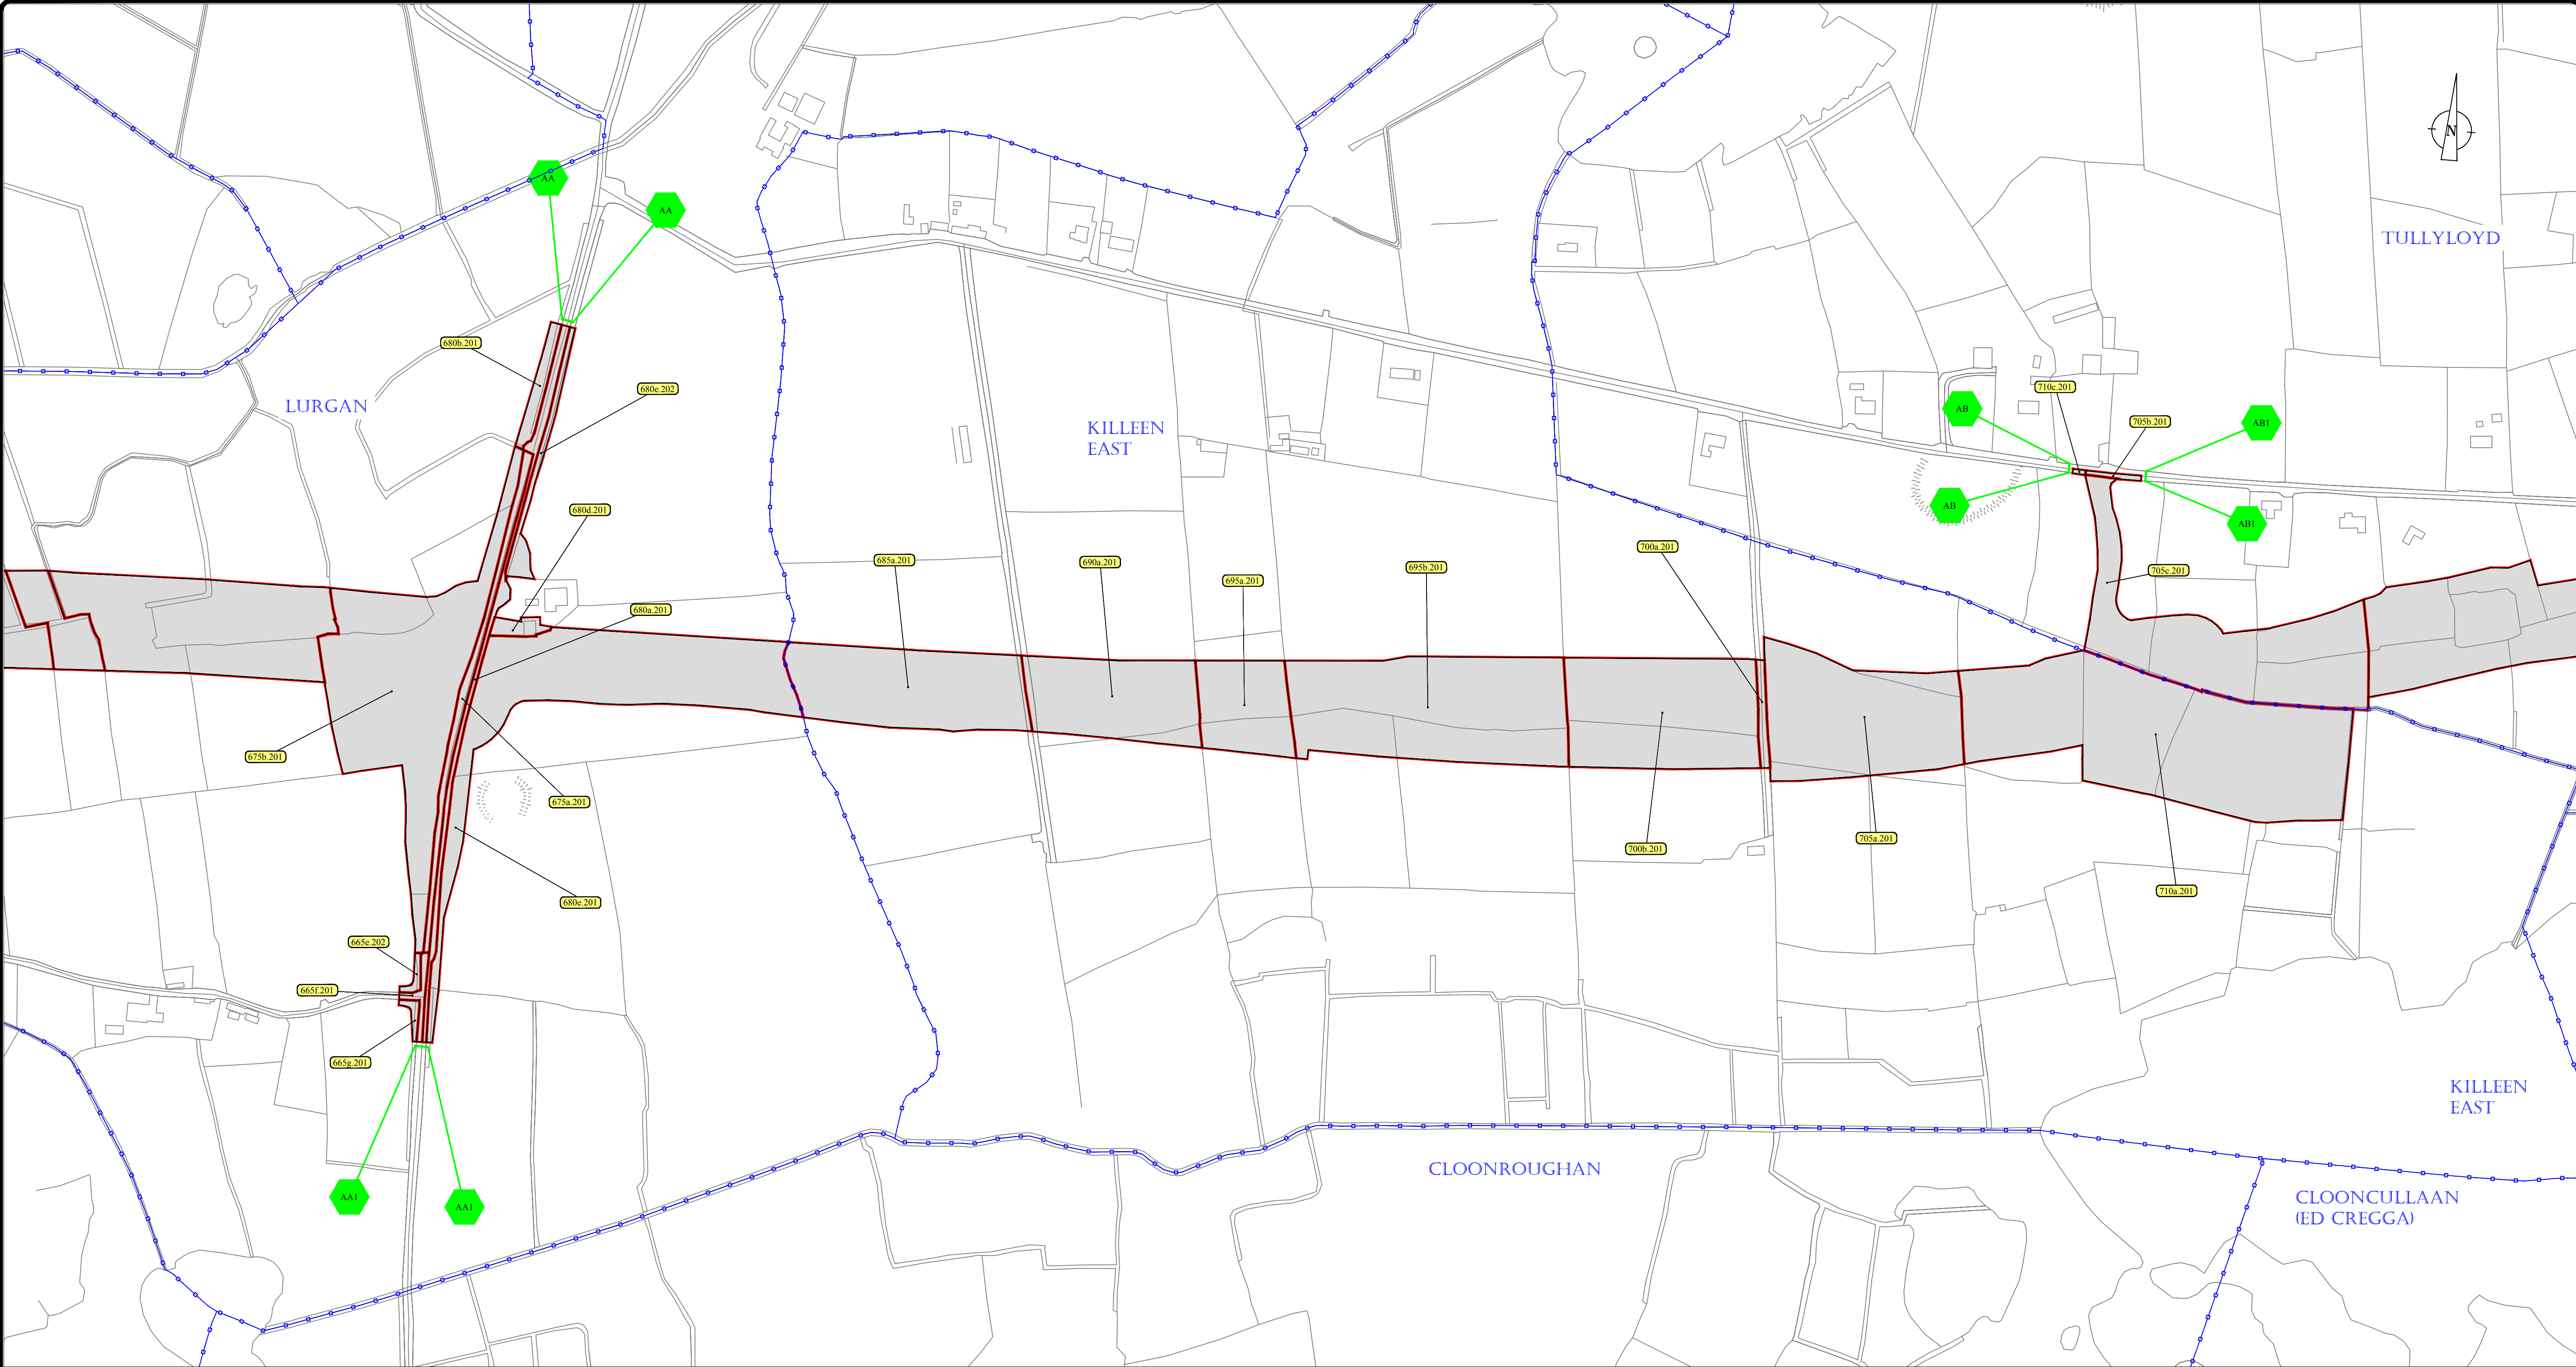 N
AA
AA
TULLYLOYD
680b.201
680e.202
LURGAN
KILLEEN
EAST
710c.201
AB
705b.201
AB1
AB
AB1
680d.201
685a.201
690a.201
695a.201
695b.201
700a.201
705c.201
680a.201
675b.201
675a.201
700b.201
705a.201
710a.201
680e.201
665e.202
665f.201
665g.201
AA1
AA1
KILLEEN
EAST
CLOONROUGHAN
CLOONCULLAAN
(ED CREGGA)